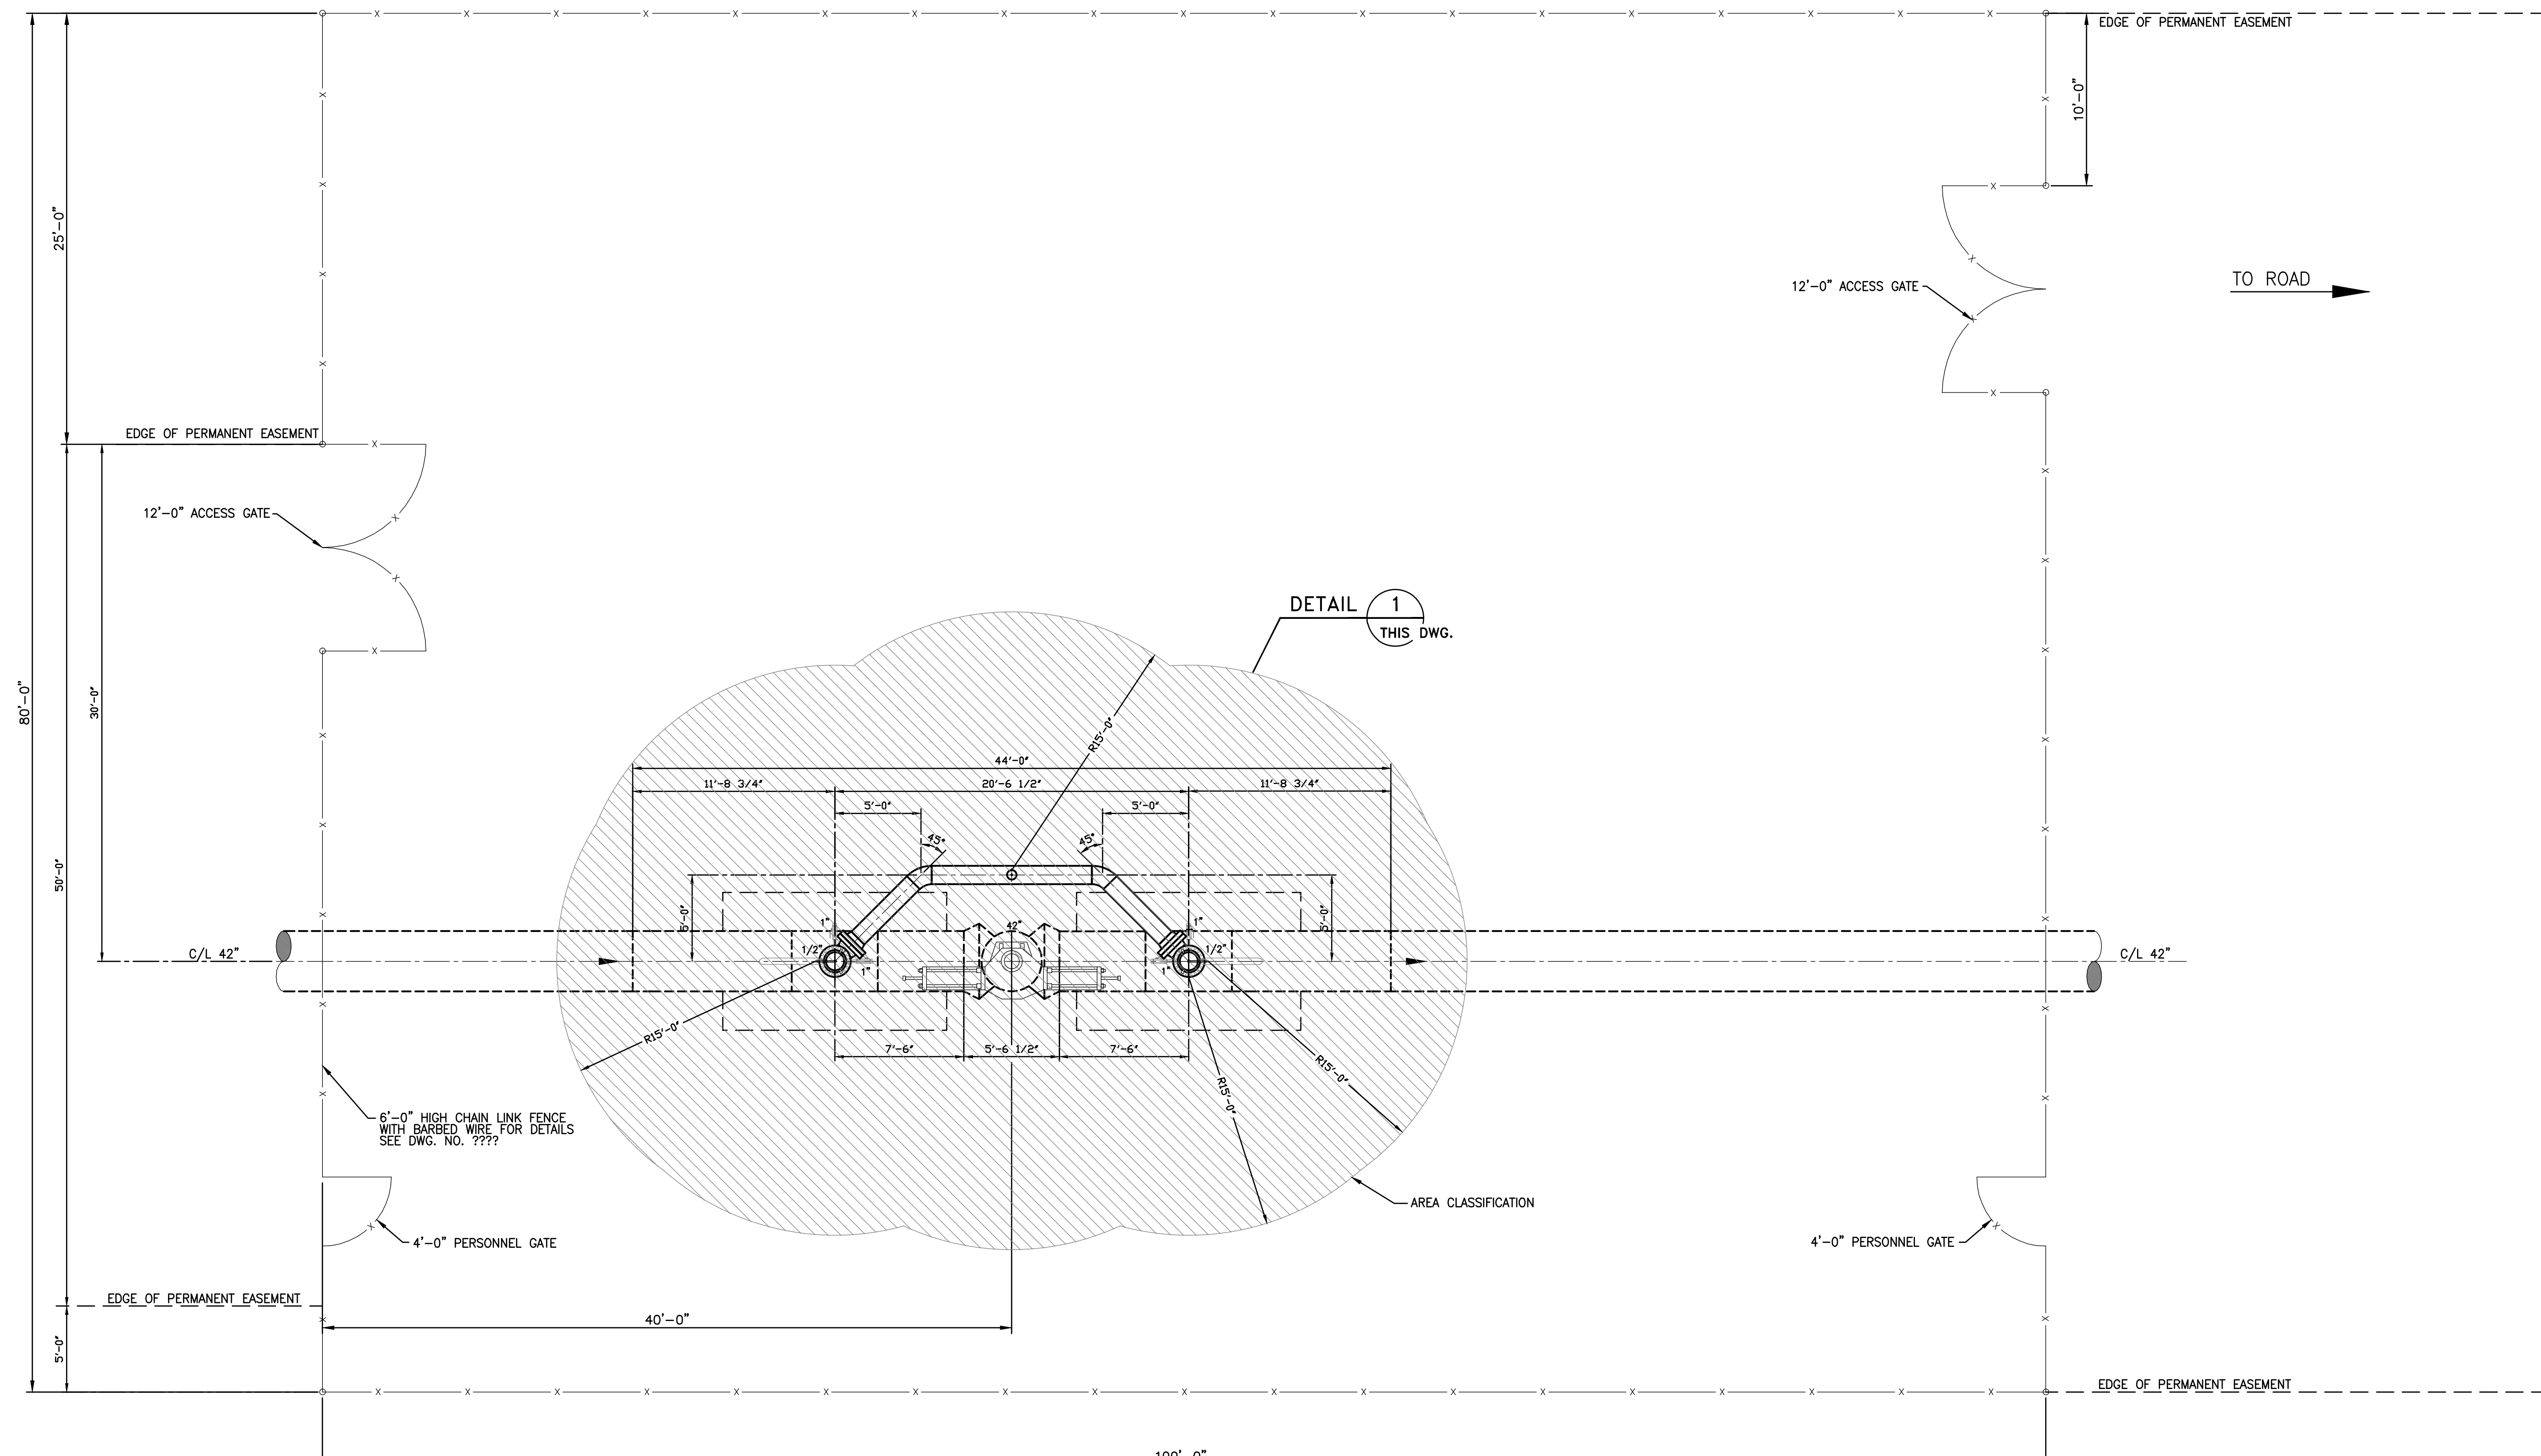 EDGE OF PERMANENT EASEMENT
10'-0"
25'-0"
TO ROAD
12'-0" ACCESS GATE
EDGE OF PERMANENT EASEMENT
12'-0" ACCESS GATE
DETAIL 1
THIS DWG.
80'-0"
30'-0"
R15'-0"
44'-0"
11'-8 3/4"
20'-6 1/2"
11'-8 3/4"
5'-0"
5'-0"
45°
45°
50'-0"
5'-0"
5'-0"
1"
42"
1"
C/L 42"
1/2"
1/2"
C/L 42"
1"
1"
R15'-0"
7'-6"
5'-6 1/2"
7'-6"
R15'-0"
R15'-0"
6'-0" HIGH CHAIN LINK FENCE
WITH BARBED WIRE FOR DETAILS
SEE DWG. NO. ????
AREA CLASSIFICATION
4'-0" PERSONNEL GATE
4'-0" PERSONNEL GATE
EDGE OF PERMANENT EASEMENT
40'-0"
5'-0"
EDGE OF PERMANENT EASEMENT
100'-0"